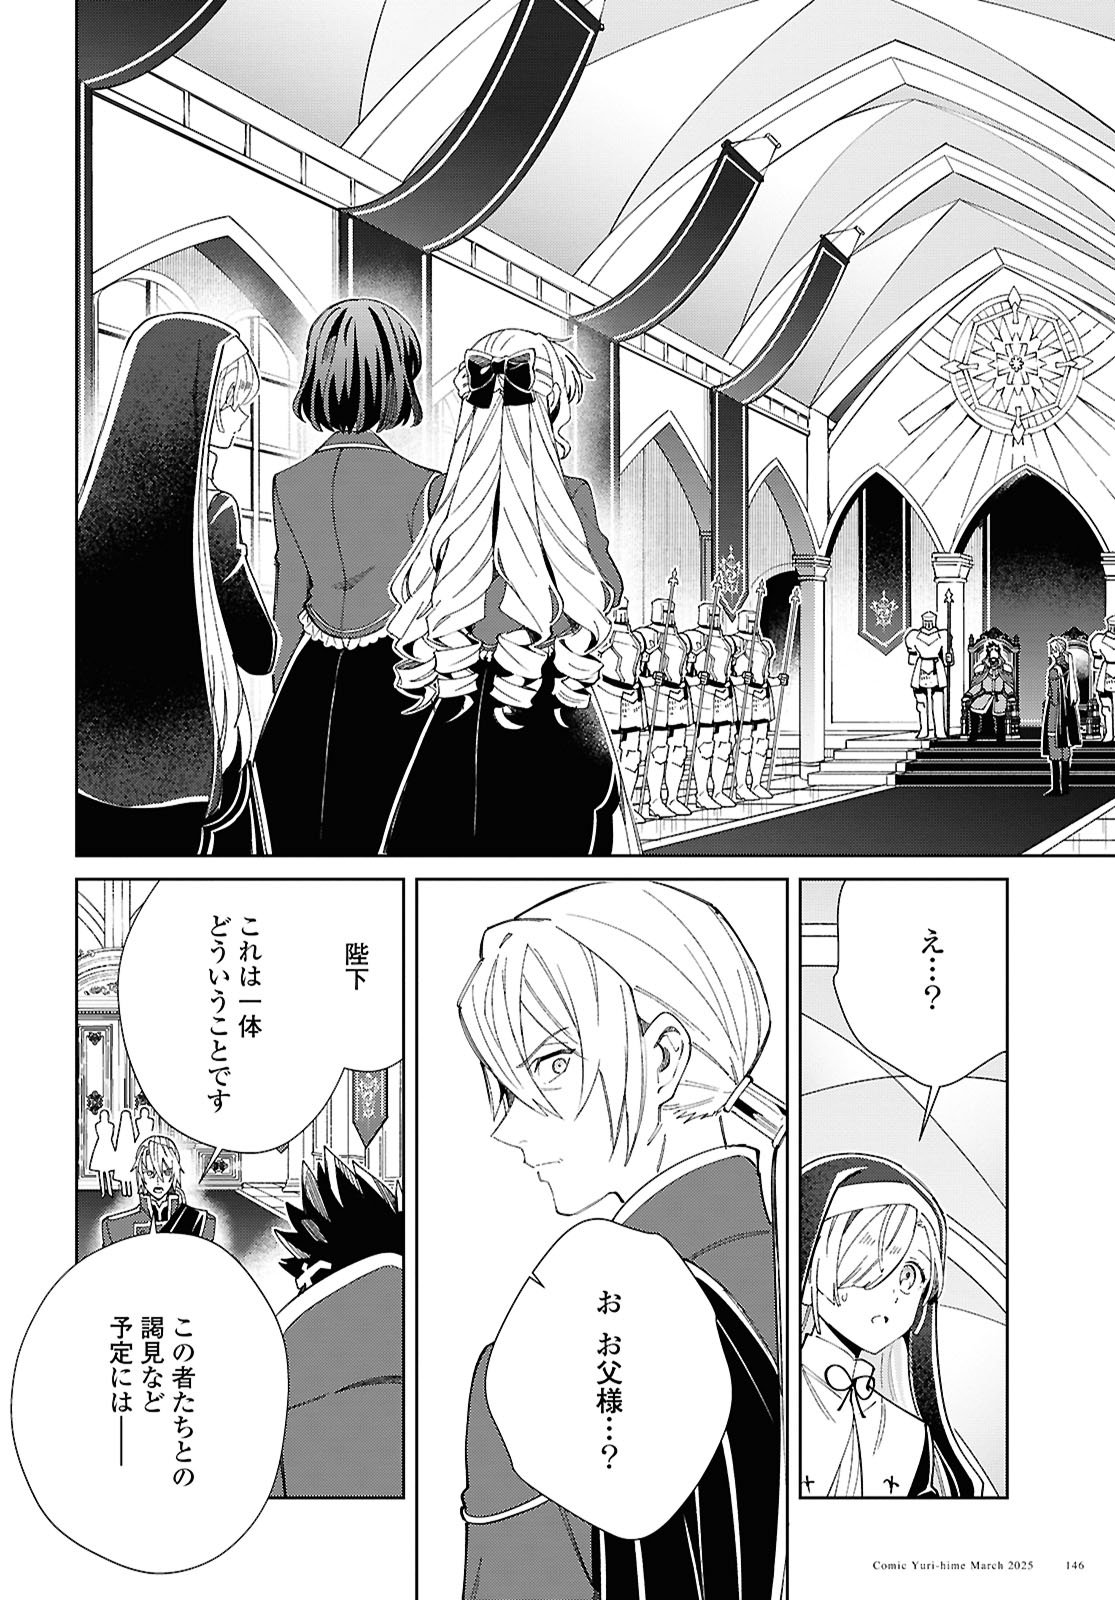 え…?
お お父様…?
陛下
これは一体
どういうことです
この者たちとの
謁見など
予定には――
Comic Yuri-hime March 2025 146